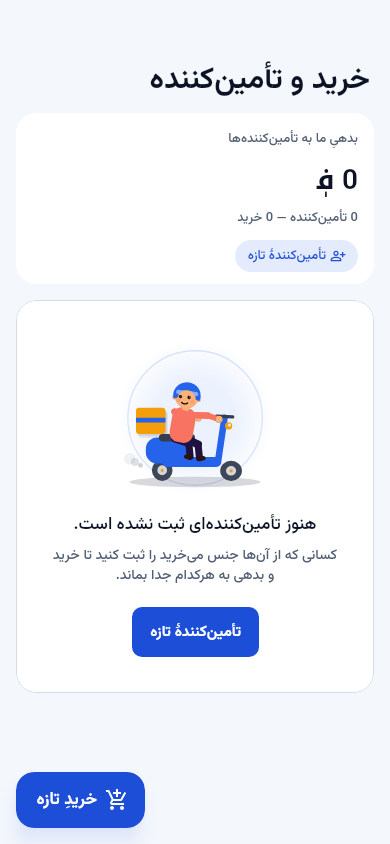 خرید و تأمین‌کننده
بدهیِ ما به تأمین‌کننده‌ها
0 ؋
0 تأمین‌کننده — 0 خرید
تأمین‌کنندهٔ تازه
هنوز تأمین‌کننده‌ای ثبت نشده است.
کسانی که از آن‌ها جنس می‌خرید را ثبت کنید تا خرید
و بدهی به هرکدام جدا بماند.
تأمین‌کنندهٔ تازه
خریدِ تازه